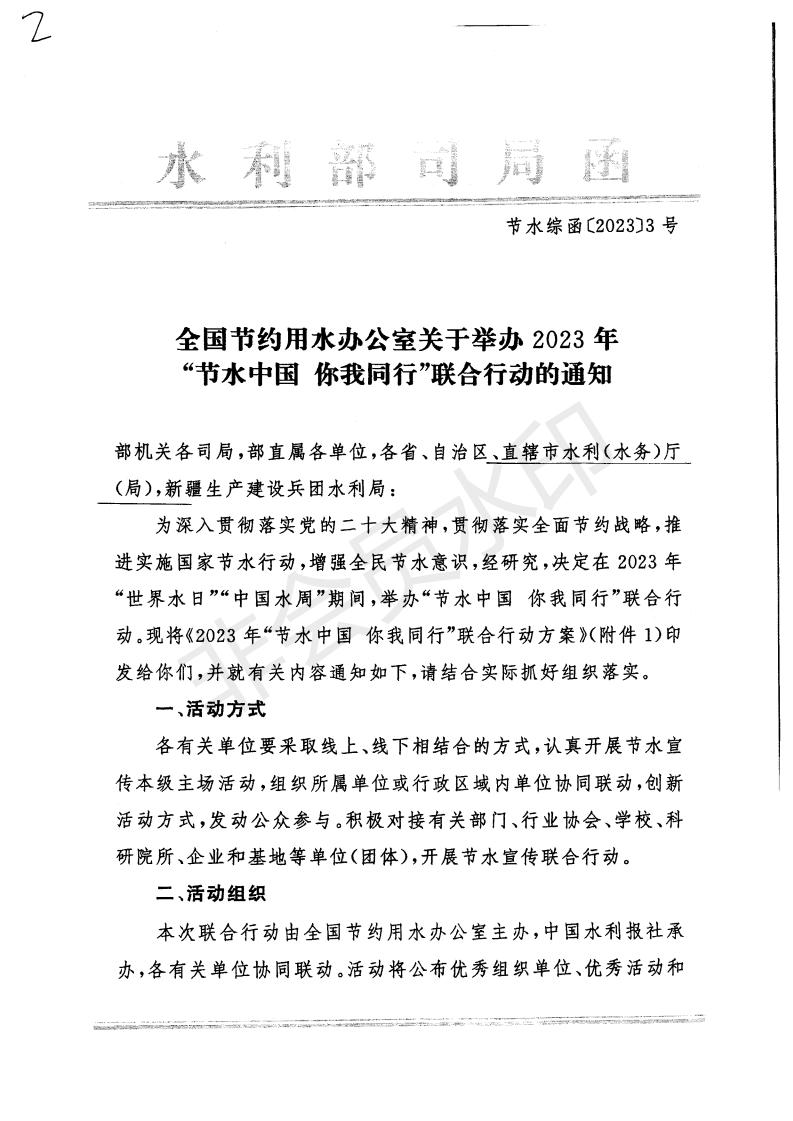 2
水利部司局函
节水综函〔2023〕3 号
全国节约用水办公室关于举办 2023 年
“节水中国 你我同行”联合行动的通知
部机关各司局,部直属各单位,各省、自治区、直辖市水利(水务)厅
(局),新疆生产建设兵团水利局:
为深入贯彻落实党的二十大精神,贯彻落实全面节约战略,推
进实施国家节水行动,增强全民节水意识,经研究,决定在 2023 年
“世界水日”“中国水周”期间,举办“节水中国 你我同行”联合行
动。现将《2023 年“节水中国 你我同行”联合行动方案》(附件 1)印
发给你们,并就有关内容通知如下,请结合实际抓好组织落实。
一、活动方式
各有关单位要采取线上、线下相结合的方式,认真开展节水宣
传本级主场活动,组织所属单位或行政区域内单位协同联动,创新
活动方式,发动公众参与。积极对接有关部门、行业协会、学校、科
研院所、企业和基地等单位(团体),开展节水宣传联合行动。
二、活动组织
本次联合行动由全国节约用水办公室主办,中国水利报社承
办,各有关单位协同联动。活动将公布优秀组织单位、优秀活动和
非会员水印